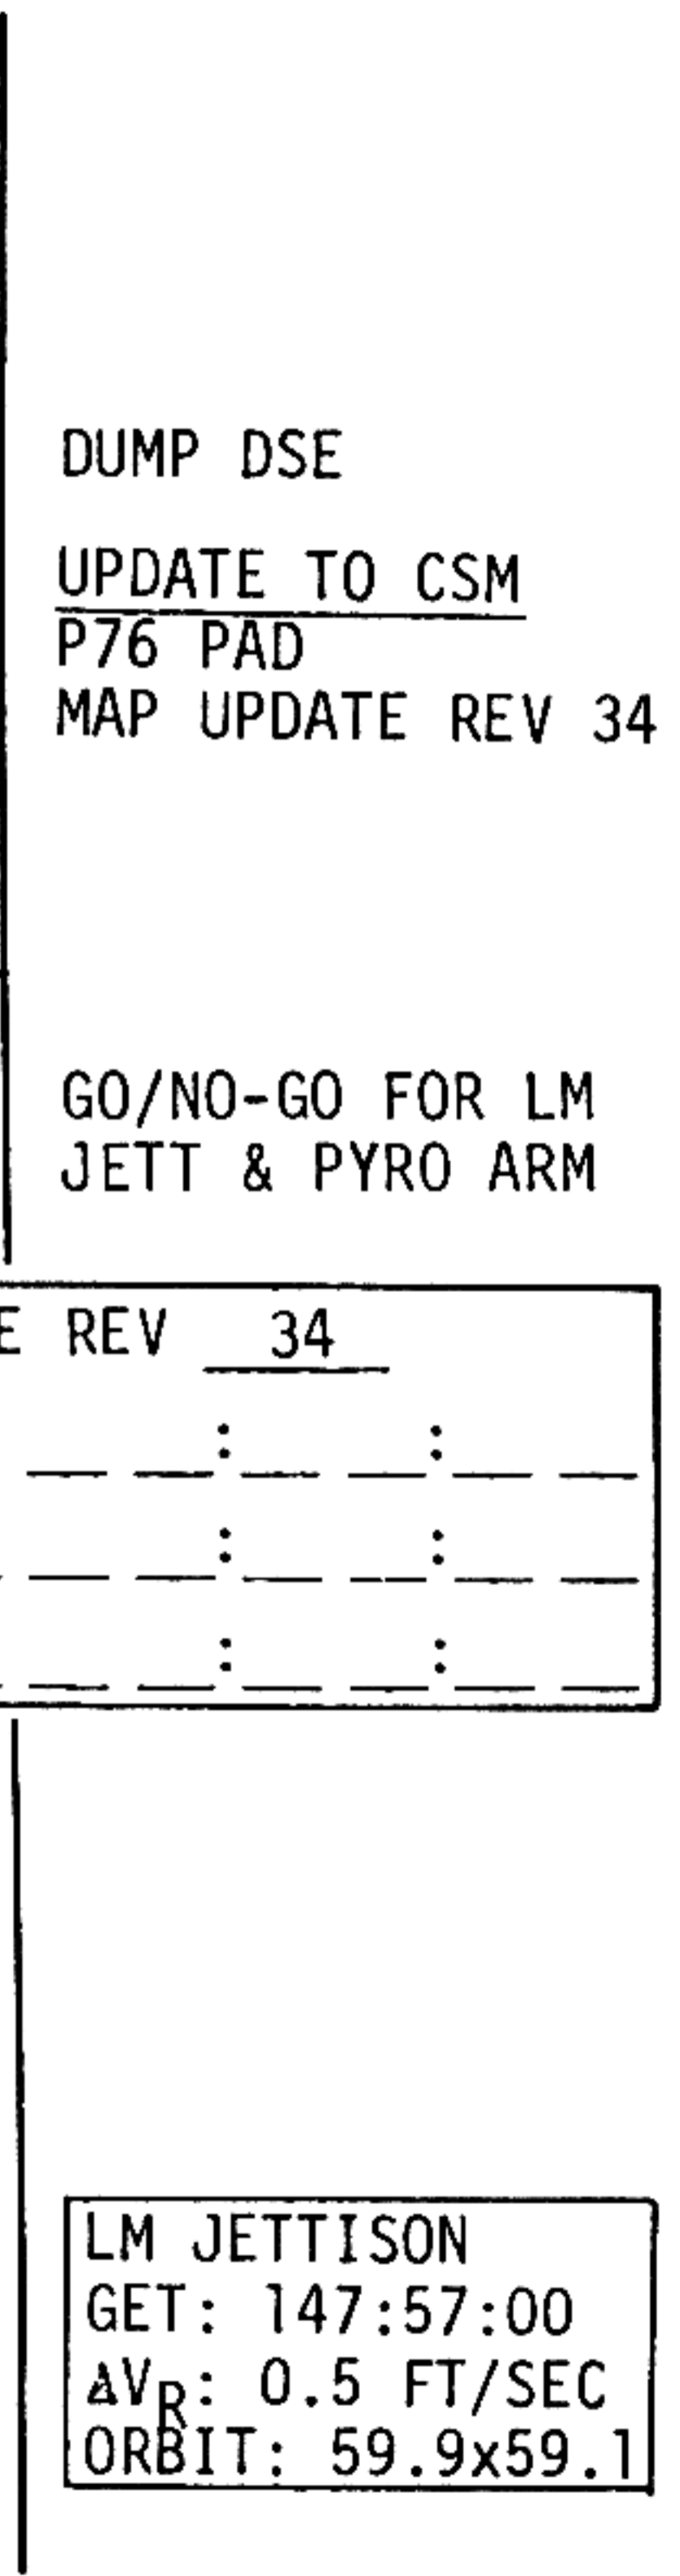 DUMP DSE
UPDATE TO CSM
P76 PAD
MAP UPDATE REV 34
GO/NO-GO FOR LM
JETT & PYRO ARM
E REV 34
: :
: :
: :
LM JETTISON
GET: 147:57:00
ΔVR: 0.5 FT/SEC
ORBIT: 59.9x59.1